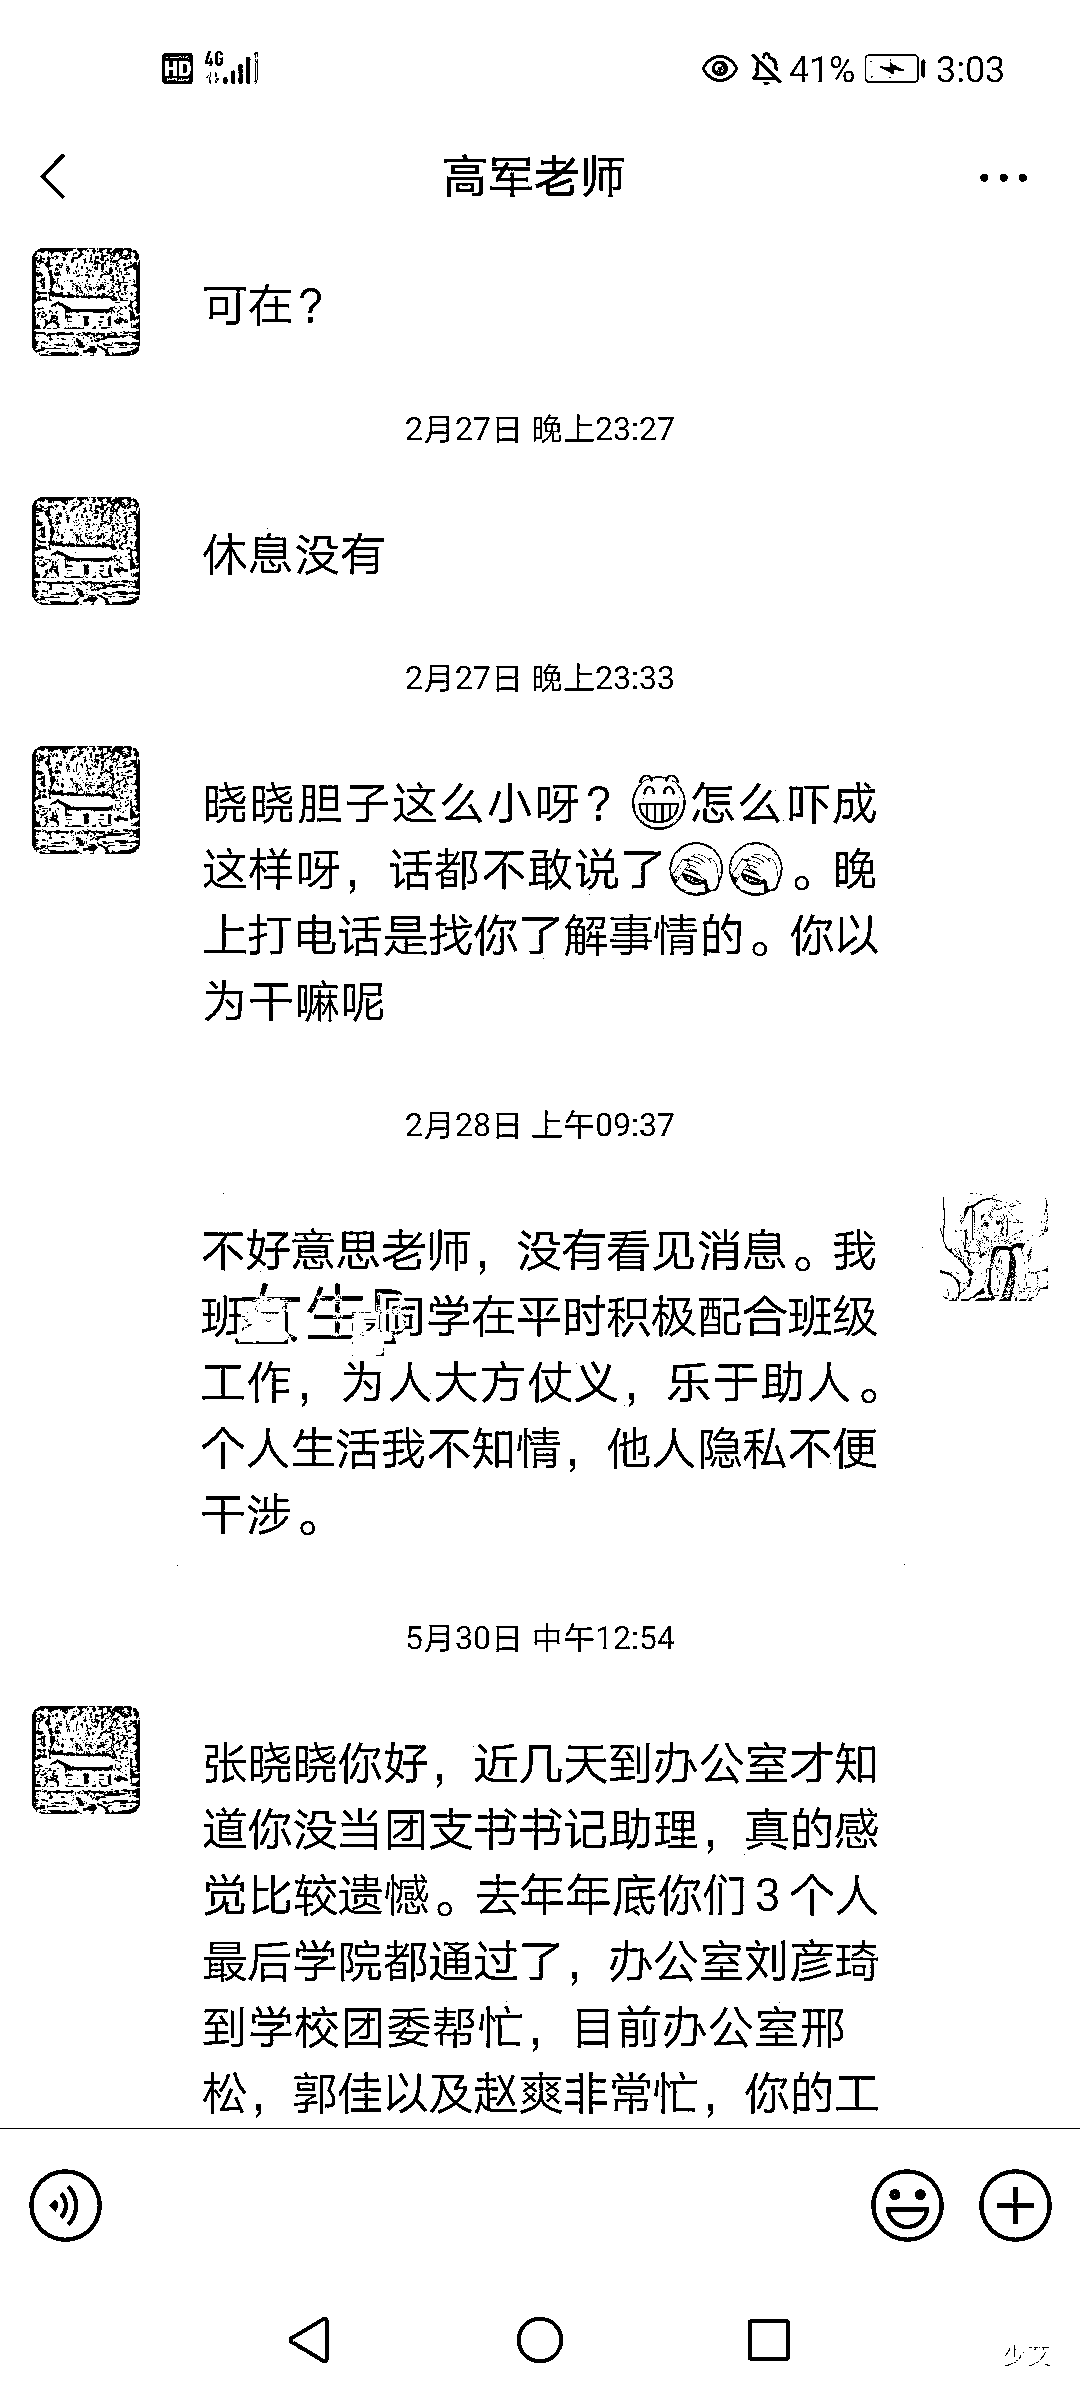 HD 4G 41% 3:03
高军老师
可在？
2月27日 晚上23:27
休息没有
2月27日 晚上23:33
晓晓胆子这么小呀？怎么吓成
这样呀，话都不敢说了。晚
上打电话是找你了解事情的。你以
为干嘛呢
2月28日 上午09:37
不好意思老师，没有看见消息。我
班女生同学在平时积极配合班级
工作，为人大方仗义，乐于助人。
个人生活我不知情，他人隐私不便
干涉。
5月30日 中午12:54
张晓晓你好，近几天到办公室才知
道你没当团支书书记助理，真的感
觉比较遗憾。去年年底你们3个人
最后学院都通过了，办公室刘彦琦
到学校团委帮忙，目前办公室邢
松，郭佳以及赵爽非常忙，你的工